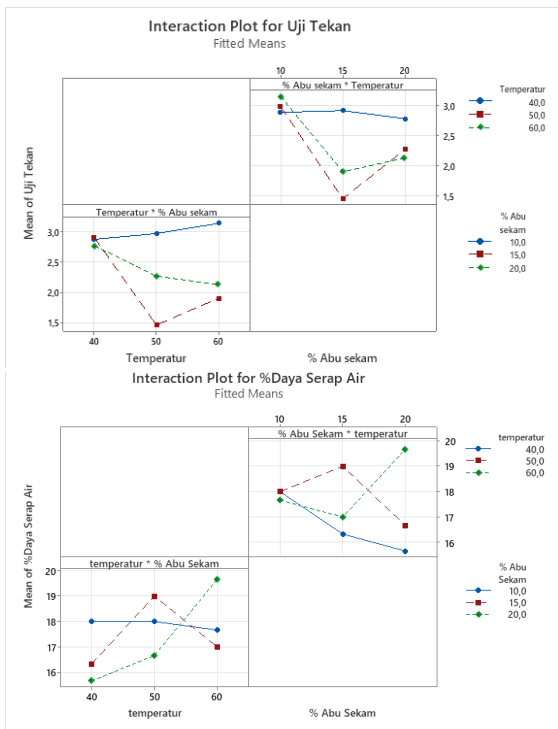 Interaction Plot for Uji Tekan
Fitted Means
10 15 20
% Abu sekam * Temperatur
3,0
2,5
2,0
1,5
Temperatur
40,0
50,0
60,0
Mean of Uji Tekan
Temperatur * % Abu sekam
3,0
2,5
2,0
1,5
% Abu
sekam
10,0
15,0
20,0
40 50 60
Temperatur % Abu sekam
Interaction Plot for %Daya Serap Air
Fitted Means
10 15 20
% Abu Sekam * temperatur
20
19
18
17
16
temperatur
40,0
50,0
60,0
Mean of %Daya Serap Air
temperatur * % Abu Sekam
20
19
18
17
16
% Abu
Sekam
10,0
15,0
20,0
40 50 60
temperatur % Abu Sekam